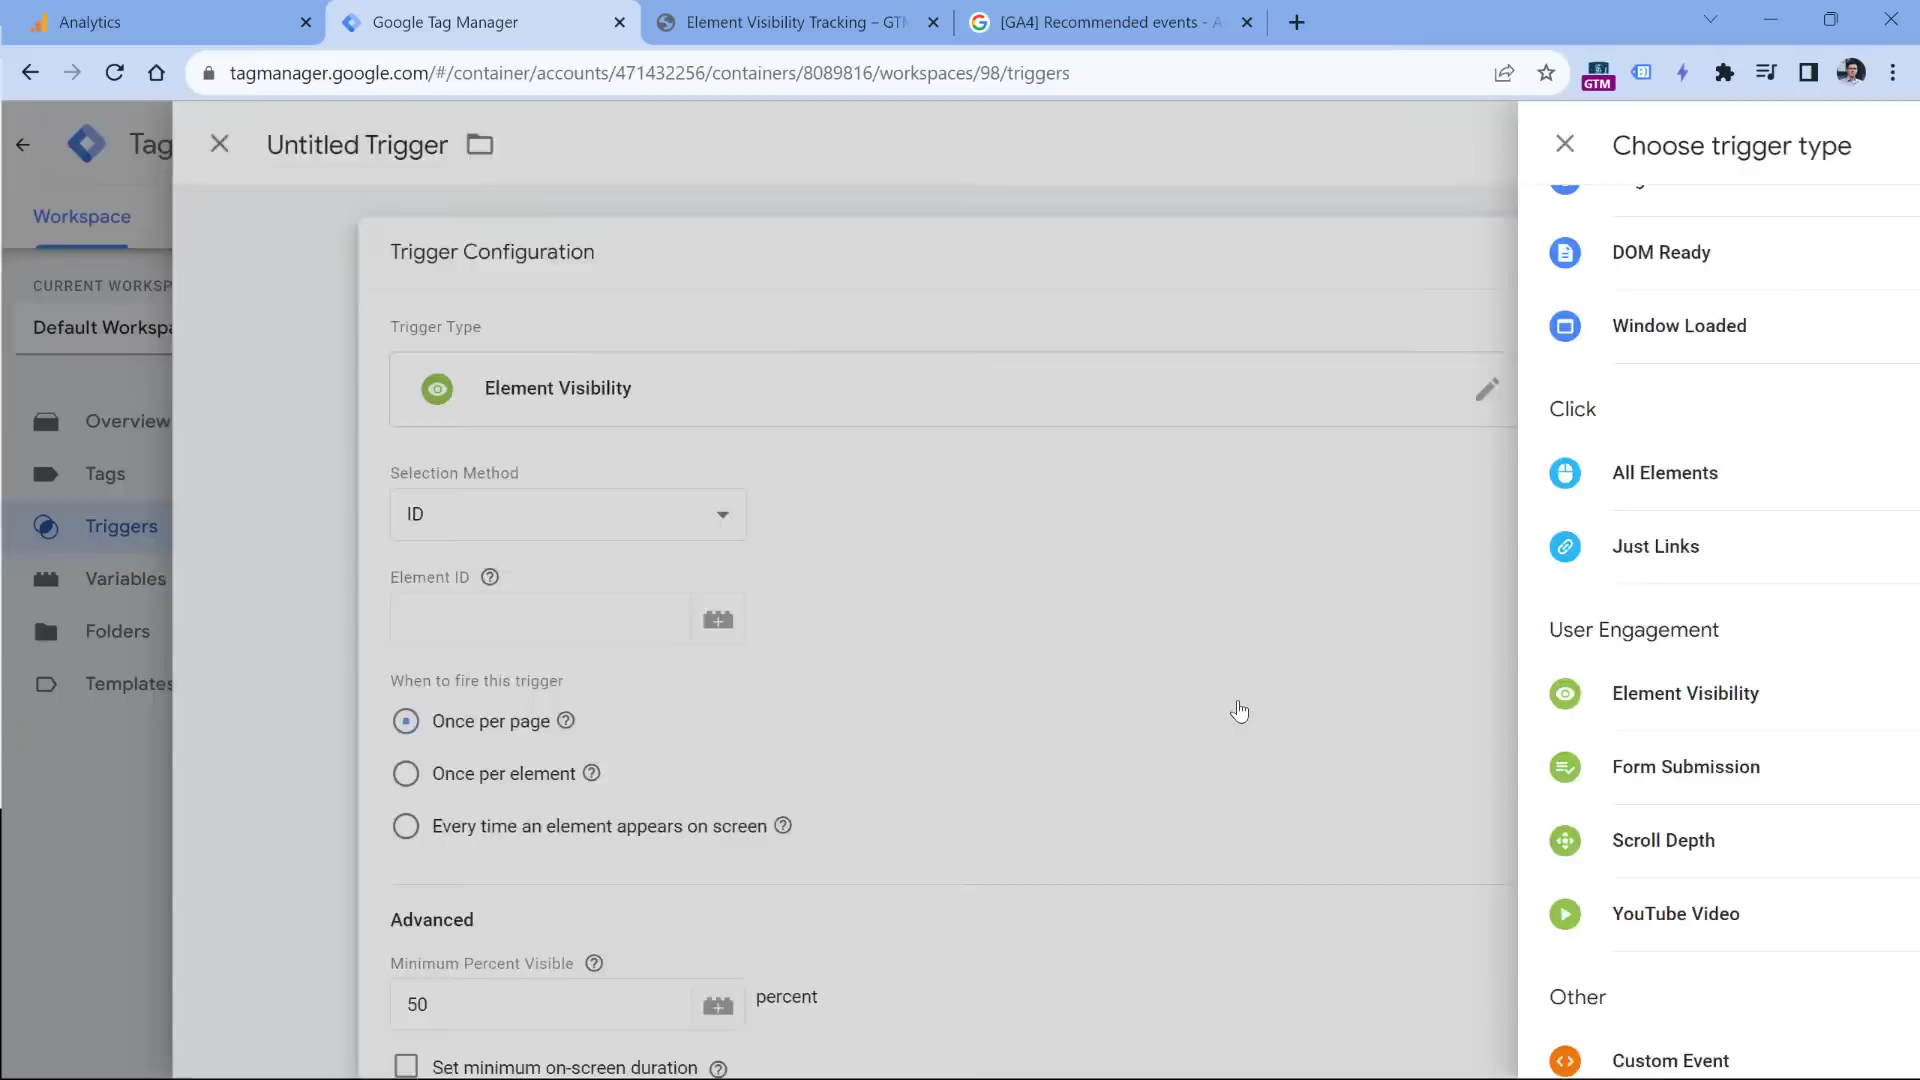 Analytics
Google Tag Manager
Element Visibility Tracking – GTM
[GA4] Recommended events - A
tagmanager.google.com/#/container/accounts/471432256/containers/8089816/workspaces/98/triggers
GTM
Tag
Untitled Trigger
Choose trigger type
Workspace
Trigger Configuration
DOM Ready
CURRENT WORKSP
Default Workspa
Trigger Type
Window Loaded
Element Visibility
Click
Overview
Selection Method
Tags
ID
All Elements
Triggers
Just Links
Variables
Element ID
Folders
User Engagement
Templates
When to fire this trigger
Element Visibility
Once per page
Once per element
Form Submission
Every time an element appears on screen
Scroll Depth
Advanced
YouTube Video
Minimum Percent Visible
50
percent
Other
Set minimum on-screen duration
Custom Event